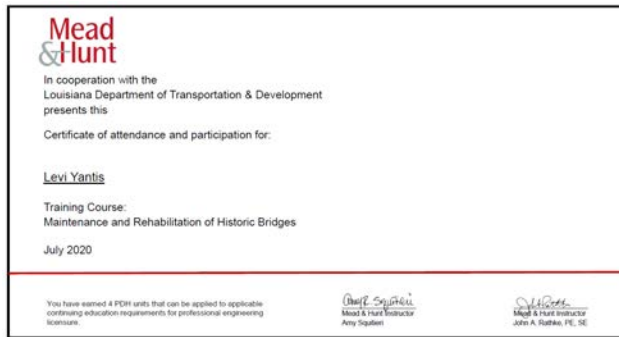 Mead
&Hunt
In cooperation with the
Louisiana Department of Transportation & Development
presents this
Certificate of attendance and participation for:
Levi Yantis
Training Course:
Maintenance and Rehabilitation of Historic Bridges
July 2020
You have earned 4 PDH units that can be applied to applicable
continuing education requirements for professional engineering
licensure.
Amy R. Squitieri
Mead & Hunt Instructor
Amy Squitieri
Mead & Hunt Instructor
John A. Rathke, PE, SE